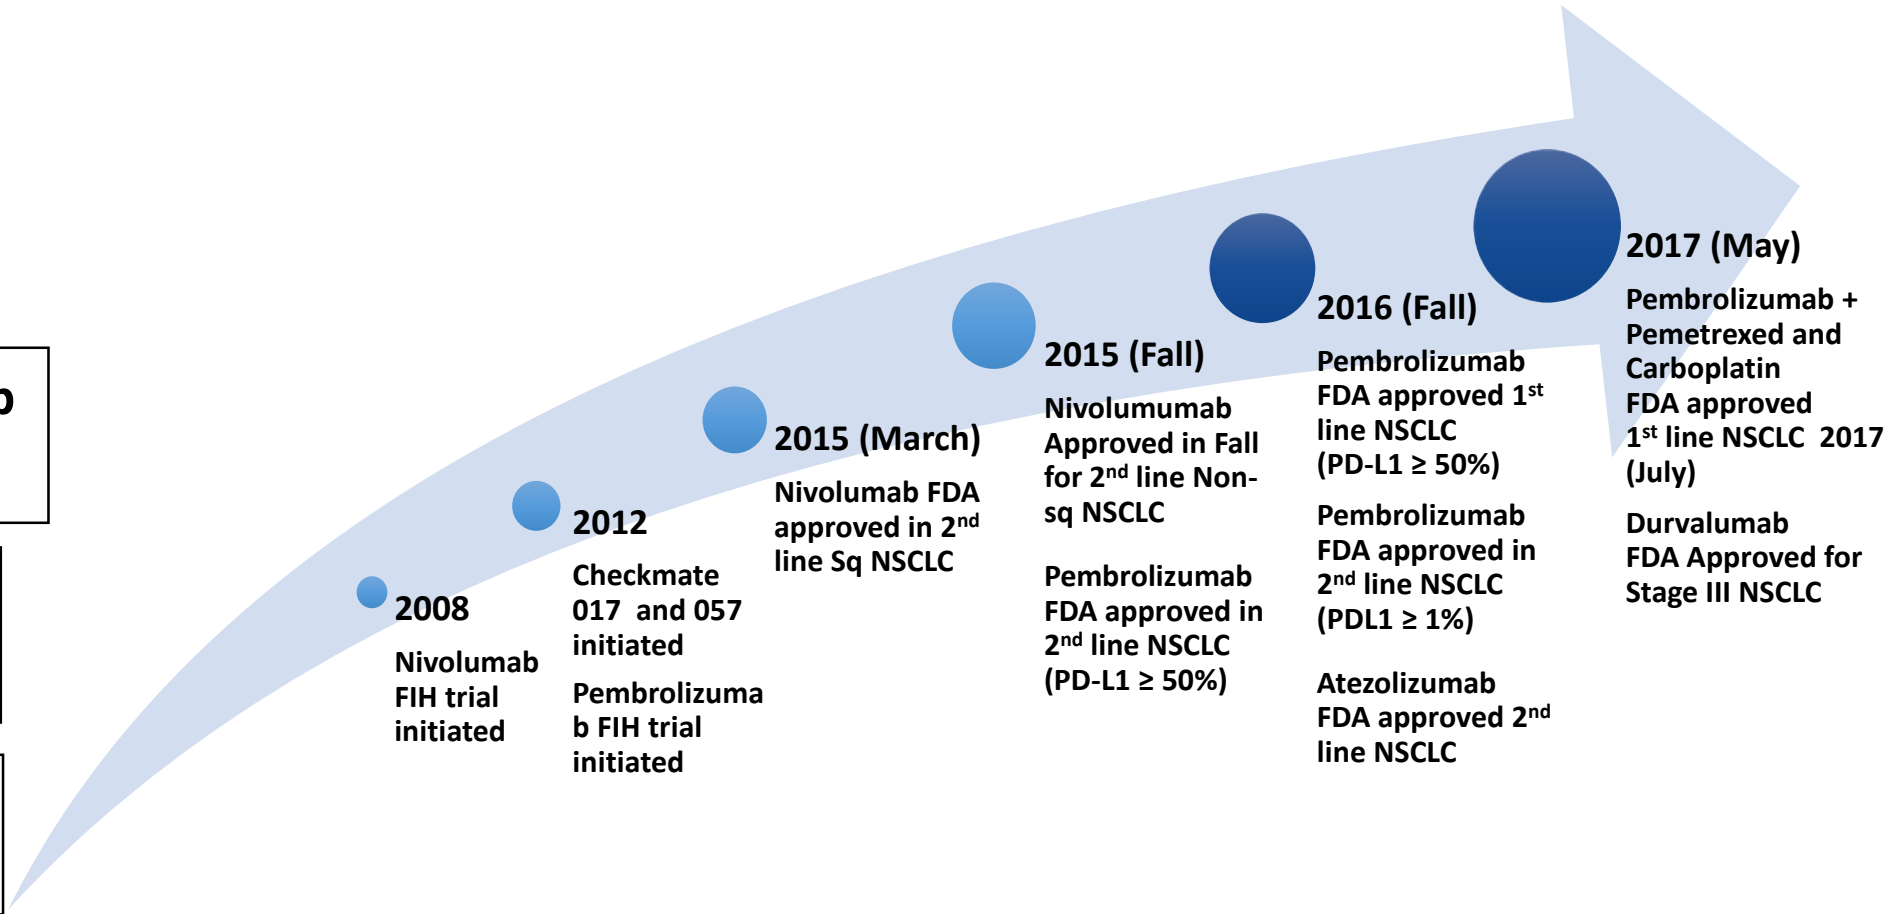 2008
Nivolumab
FIH trial
initiated
2012
Checkmate
017 and 057
initiated
Pembrolizuma
b FIH trial
initiated
2015 (March)
Nivolumab FDA
approved in 2nd
line Sq NSCLC
2015 (Fall)
Nivolumumab
Approved in Fall
for 2nd line Non-
sq NSCLC
Pembrolizumab
FDA approved in
2nd line NSCLC
(PD-L1 ≥ 50%)
2016 (Fall)
Pembrolizumab
FDA approved 1st
line NSCLC
(PD-L1 ≥ 50%)
Pembrolizumab
FDA approved in
2nd line NSCLC
(PDL1 ≥ 1%)
Atezolizumab
FDA approved 2nd
line NSCLC
2017 (May)
Pembrolizumab +
Pemetrexed and
Carboplatin
FDA approved
1st line NSCLC 2017
(July)
Durvalumab
FDA Approved for
Stage III NSCLC